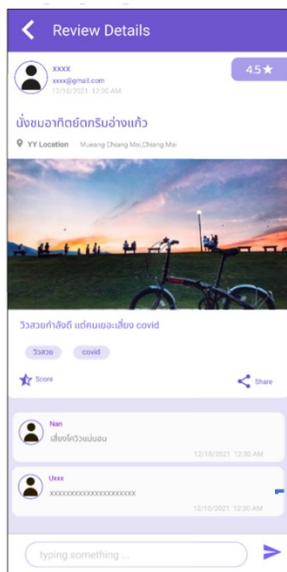 Review Details
xxxx
4.5★
xxxx@gmail.com
12/10/2021 12:30 AM
นั่งชมอาทิตย์ตกริมอ่างแก้ว
YY Location Mueang Chiang Mai,Chiang Mai
วิวสวยกำลังดี แต่คนเยอะเสี่ยง covid
วิวสวย covid
Score Share
Nan
เสี่ยงโควิวแน่นอน
12/10/2021 12:30 AM
Uxxx
xxxxxxxxxxxxxxxxxxxxxx
12/10/2021 12:30 AM
typing something ...